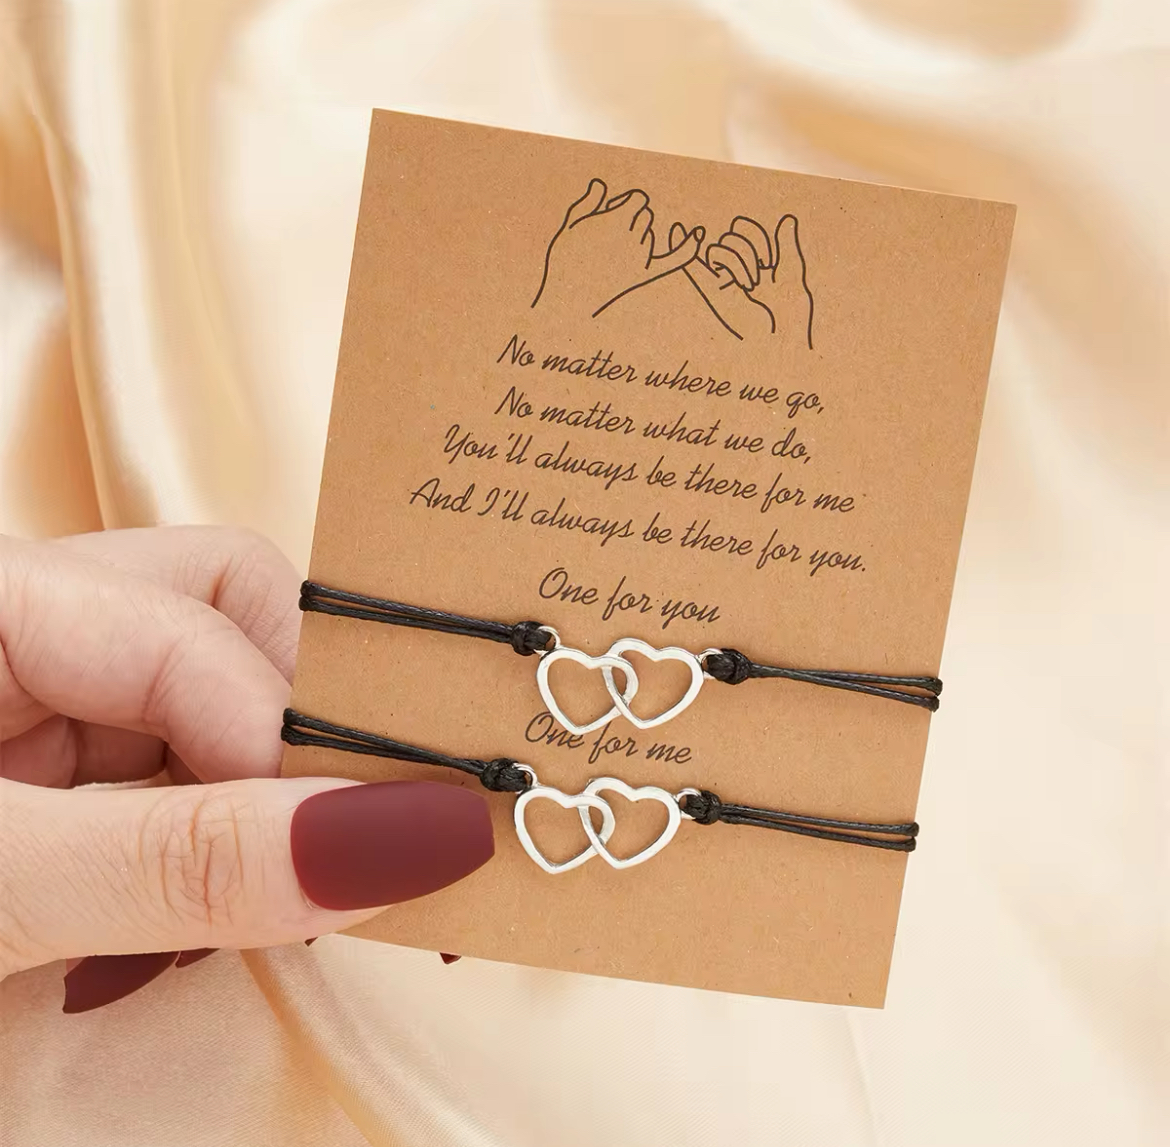 No matter where we go,
No matter what we do,
You'll always be there for me
And I'll always be there for you.
One for you
One for me